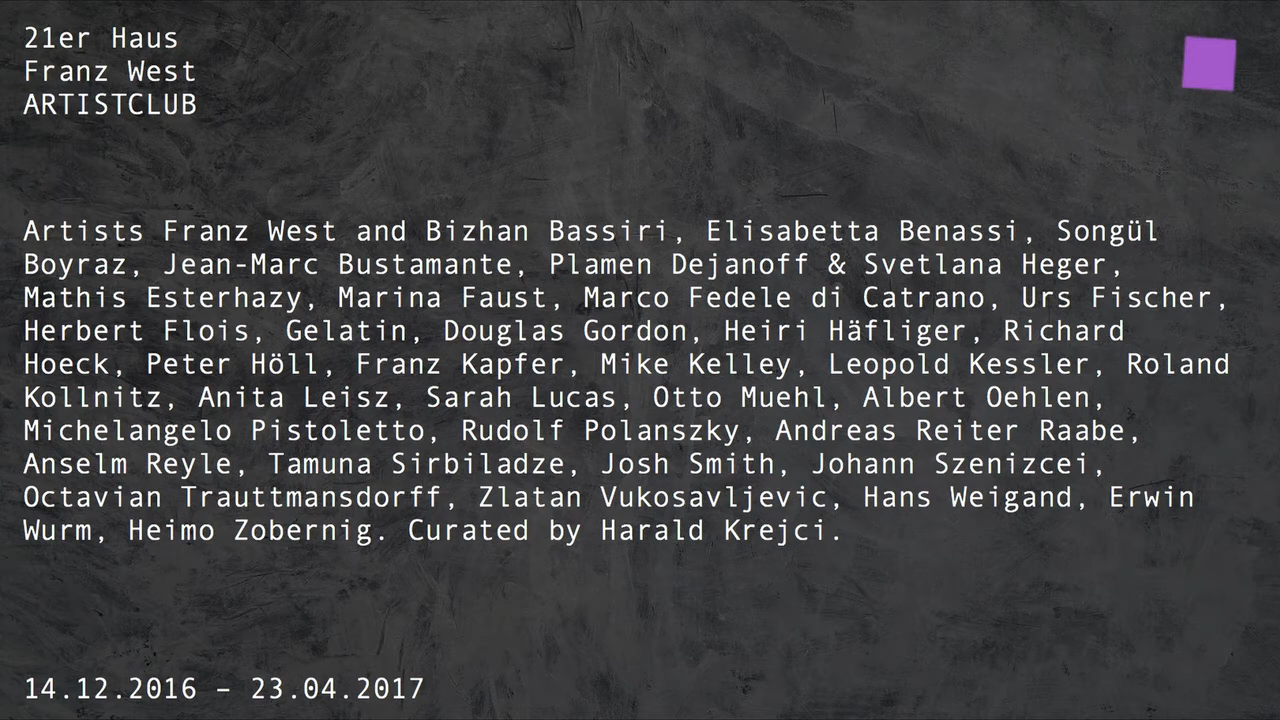 21er Haus
Franz West
ARTISTCLUB
Artists Franz West and Bizhan Bassiri, Elisabetta Benassi, Songül
Boyraz, Jean-Marc Bustamante, Plamen Dejanoff & Svetlana Heger,
Mathis Esterhazy, Marina Faust, Marco Fedele di Catrano, Urs Fischer,
Herbert Flois, Gelatin, Douglas Gordon, Heiri Häfliger, Richard
Hoeck, Peter Höll, Franz Kapfer, Mike Kelley, Leopold Kessler, Roland
Kollnitz, Anita Leisz, Sarah Lucas, Otto Muehl, Albert Oehlen,
Michelangelo Pistoletto, Rudolf Polanszky, Andreas Reiter Raabe,
Anselm Reyle, Tamuna Sirbiladze, Josh Smith, Johann Szenizcei,
Octavian Trauttmansdorff, Zlatan Vukosavljevic, Hans Weigand, Erwin
Wurm, Heimo Zobernig. Curated by Harald Krejci.
14.12.2016 – 23.04.2017